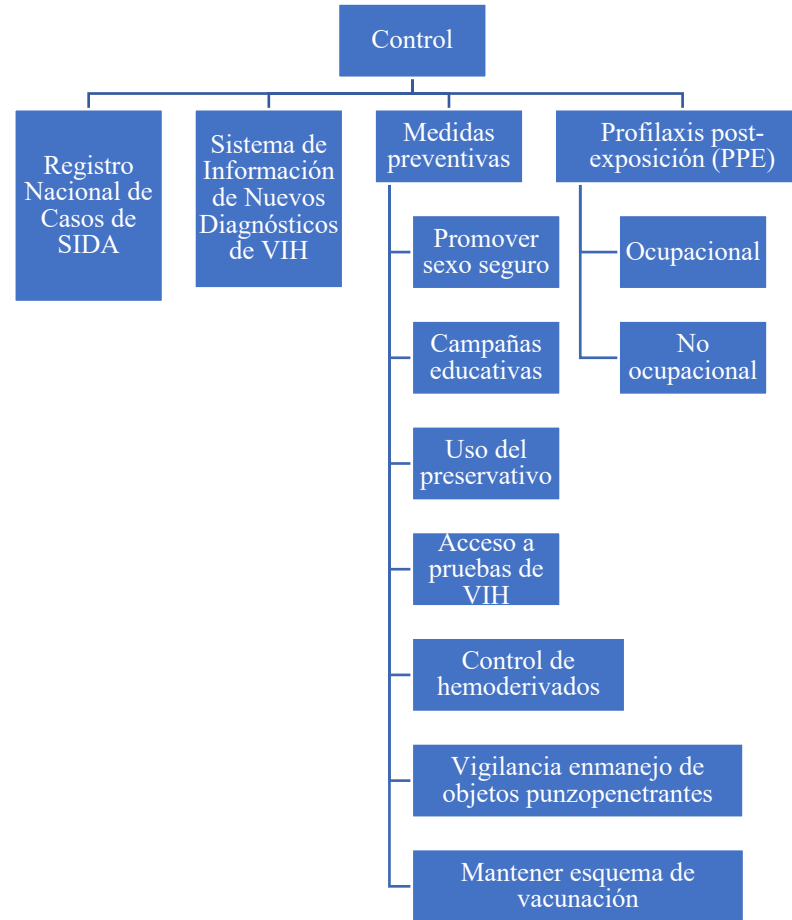 Control
Registro
Nacional de
Casos de
SIDA
Sistema de
Información
de Nuevos
Diagnósticos
de VIH
Medidas
preventivas
Promover
sexo seguro
Campañas
educativas
Uso del
preservativo
Acceso a
pruebas de
VIH
Control de
hemoderivados
Vigilancia enmanejo de
objetos punzopenetrantes
Mantener esquema de
vacunación
Profilaxis post-
exposición (PPE)
Ocupacional
No
ocupacional